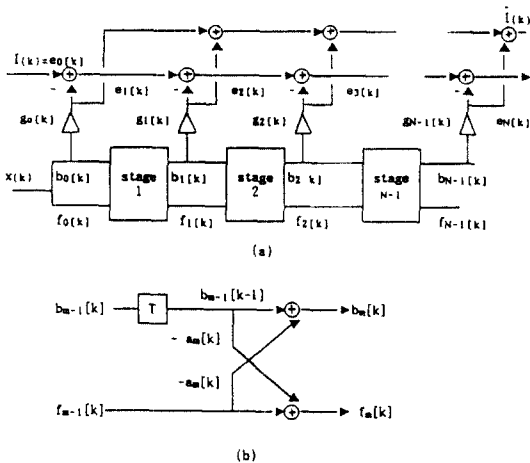 Î(k)
I(k)=e₀[k]
e₁[k]
e₂[k]
e₃[k]
g₀[k]
g₁[k]
g₂[k]
gN-1[k]
eN[k]
x(k)
b₀[k]
stage
1
b₁[k]
stage
2
b₂ k]
stage
N-1
bN-1[k]
f₀[k]
f₁[k]
f₂[k]
fN-1[k]
(a)
bm-1[k]
T
bm-1[k-1]
bm[k]
- am[k]
-am[k]
fm-1[k]
fm[k]
(b)